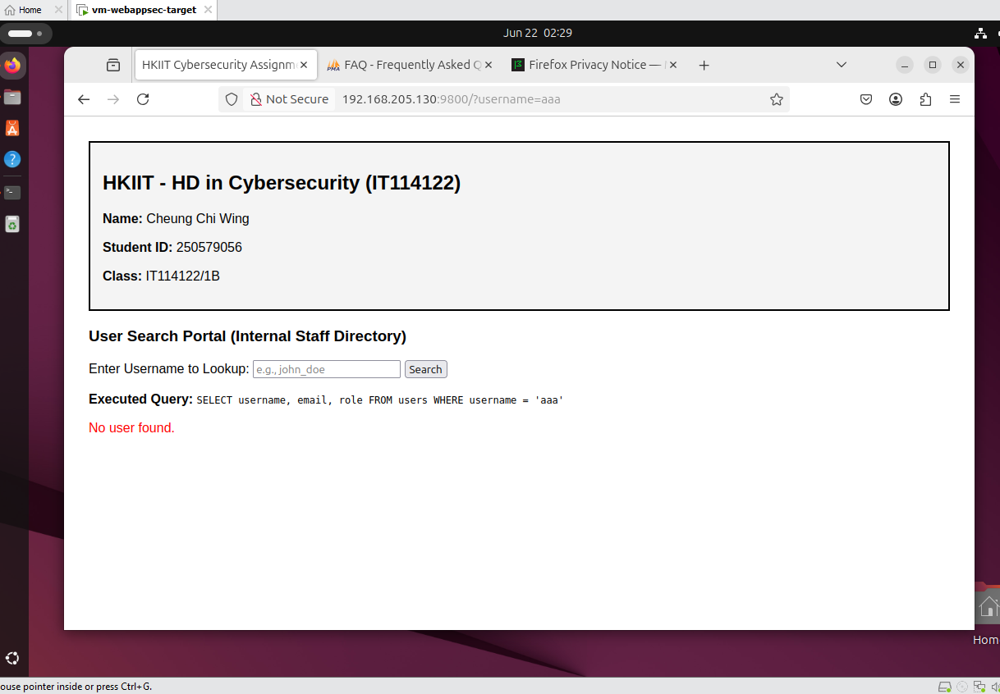 Home
vm-webappsec-target
Jun 22 02:29
HKIIT Cybersecurity Assignm
FAQ - Frequently Asked Q
Firefox Privacy Notice —
Not Secure
192.168.205.130:9800/?username=aaa
HKIIT - HD in Cybersecurity (IT114122)
Name: Cheung Chi Wing
Student ID: 250579056
Class: IT114122/1B
User Search Portal (Internal Staff Directory)
Enter Username to Lookup: e.g., john_doe Search
Executed Query: SELECT username, email, role FROM users WHERE username = 'aaa'
No user found.
Hom
ouse pointer inside or press Ctrl+G.